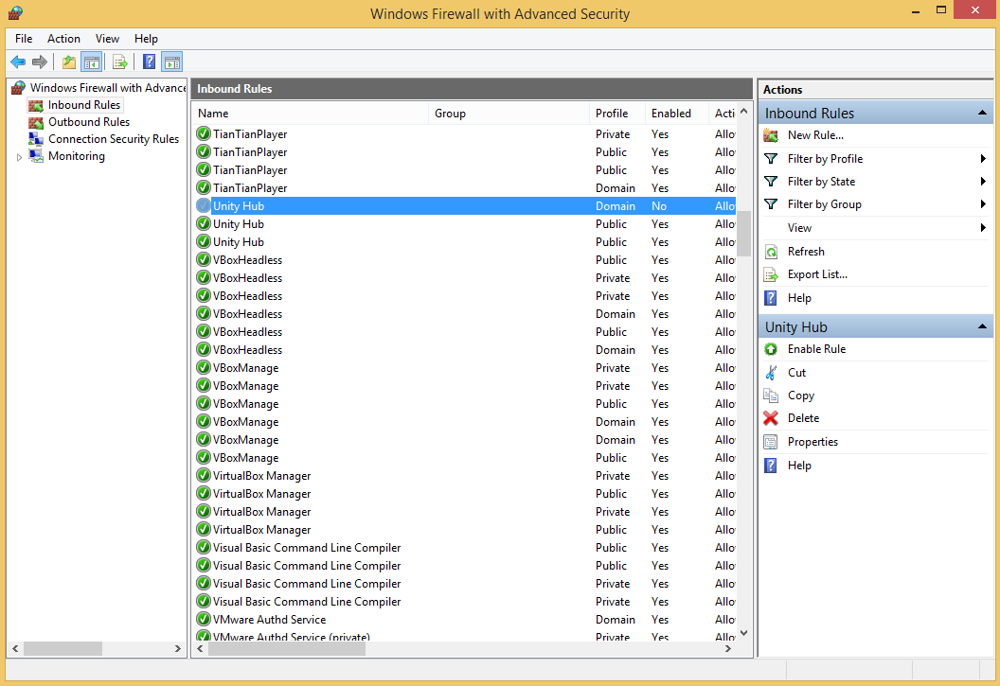 Windows Firewall with Advanced Security
File Action View Help
Windows Firewall with Advance
Inbound Rules
Outbound Rules
Connection Security Rules
Monitoring
Inbound Rules
Name Group Profile Enabled Acti
TianTianPlayer Private Yes Allo
TianTianPlayer Public Yes Allo
TianTianPlayer Public Yes Allo
TianTianPlayer Domain Yes Allo
Unity Hub Domain No Allo
Unity Hub Public Yes Allo
Unity Hub Public Yes Allo
VBoxHeadless Public Yes Allo
VBoxHeadless Private Yes Allo
VBoxHeadless Private Yes Allo
VBoxHeadless Domain Yes Allo
VBoxHeadless Public Yes Allo
VBoxHeadless Domain Yes Allo
VBoxManage Private Yes Allo
VBoxManage Private Yes Allo
VBoxManage Public Yes Allo
VBoxManage Domain Yes Allo
VBoxManage Domain Yes Allo
VBoxManage Public Yes Allo
VirtualBox Manager Private Yes Allo
VirtualBox Manager Public Yes Allo
VirtualBox Manager Private Yes Allo
VirtualBox Manager Public Yes Allo
Visual Basic Command Line Compiler Public Yes Allo
Visual Basic Command Line Compiler Public Yes Allo
Visual Basic Command Line Compiler Private Yes Allo
Visual Basic Command Line Compiler Private Yes Allo
VMware Authd Service Domain Yes Allo
VMware Authd Service (private) Private Yes Allo
Actions
Inbound Rules
New Rule...
Filter by Profile
Filter by State
Filter by Group
View
Refresh
Export List...
Help
Unity Hub
Enable Rule
Cut
Copy
Delete
Properties
Help